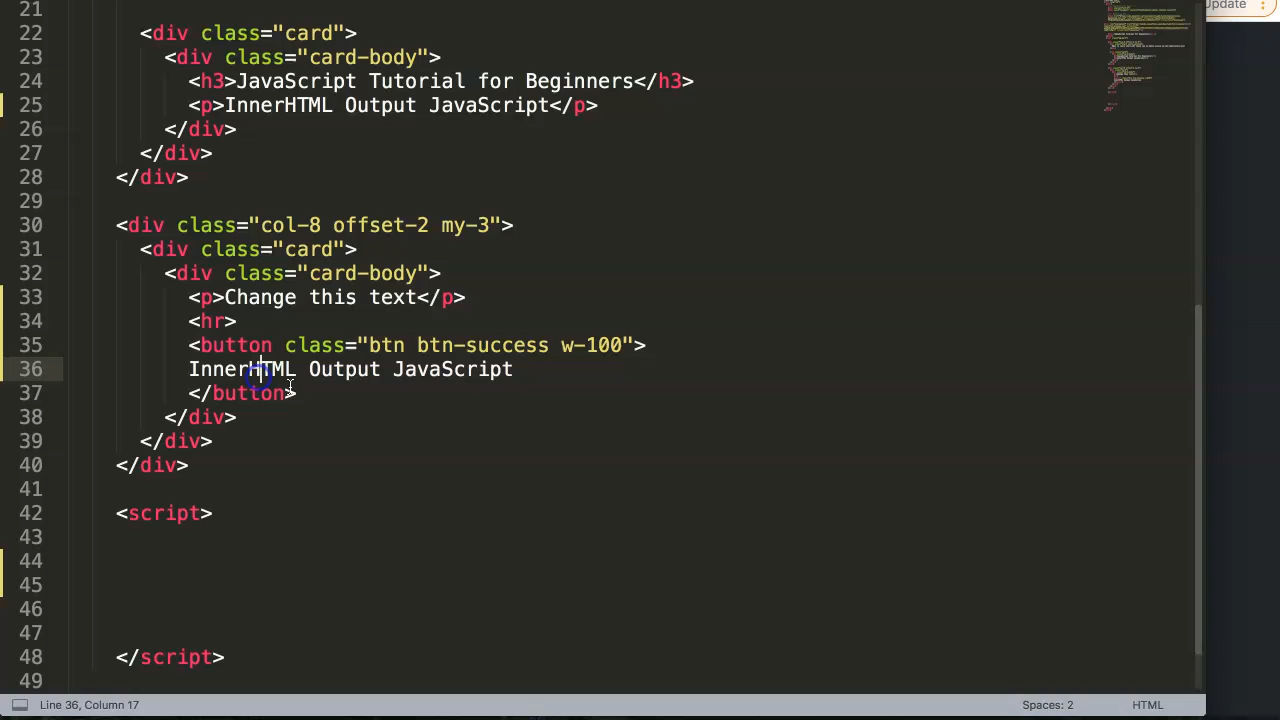 Update
21
22 <div class="card">
23 <div class="card-body">
24 <h3>JavaScript Tutorial for Beginners</h3>
25 <p>InnerHTML Output JavaScript</p>
26 </div>
27 </div>
28 </div>
29
30 <div class="col-8 offset-2 my-3">
31 <div class="card">
32 <div class="card-body">
33 <p>Change this text</p>
34 <hr>
35 <button class="btn btn-success w-100">
36 InnerHTML Output JavaScript
37 </button>
38 </div>
39 </div>
40 </div>
41
42 <script>
43
44
45
46
47
48 </script>
49
Line 36, Column 17 Spaces: 2 HTML